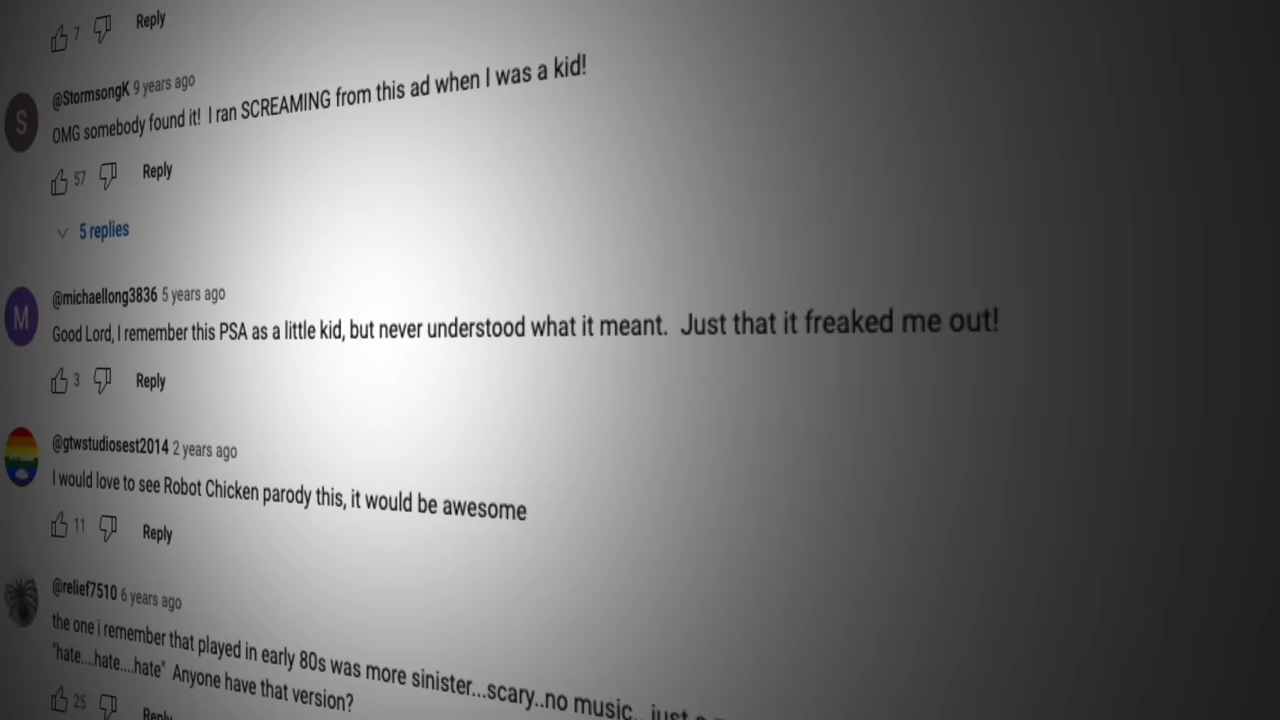 7 Reply
S
@StormsongK 9 years ago
OMG somebody found it! I ran SCREAMING from this ad when I was a kid!
57 Reply
5 replies
M
@michaellong3836 5 years ago
Good Lord, I remember this PSA as a little kid, but never understood what it meant. Just that it freaked me out!
3 Reply
@gtwstudiosest2014 2 years ago
I would love to see Robot Chicken parody this, it would be awesome
11 Reply
@relief7510 6 years ago
the one i remember that played in early 80s was more sinister...scary..no music.. just
"hate....hate....hate" Anyone have that version?
25 Reply